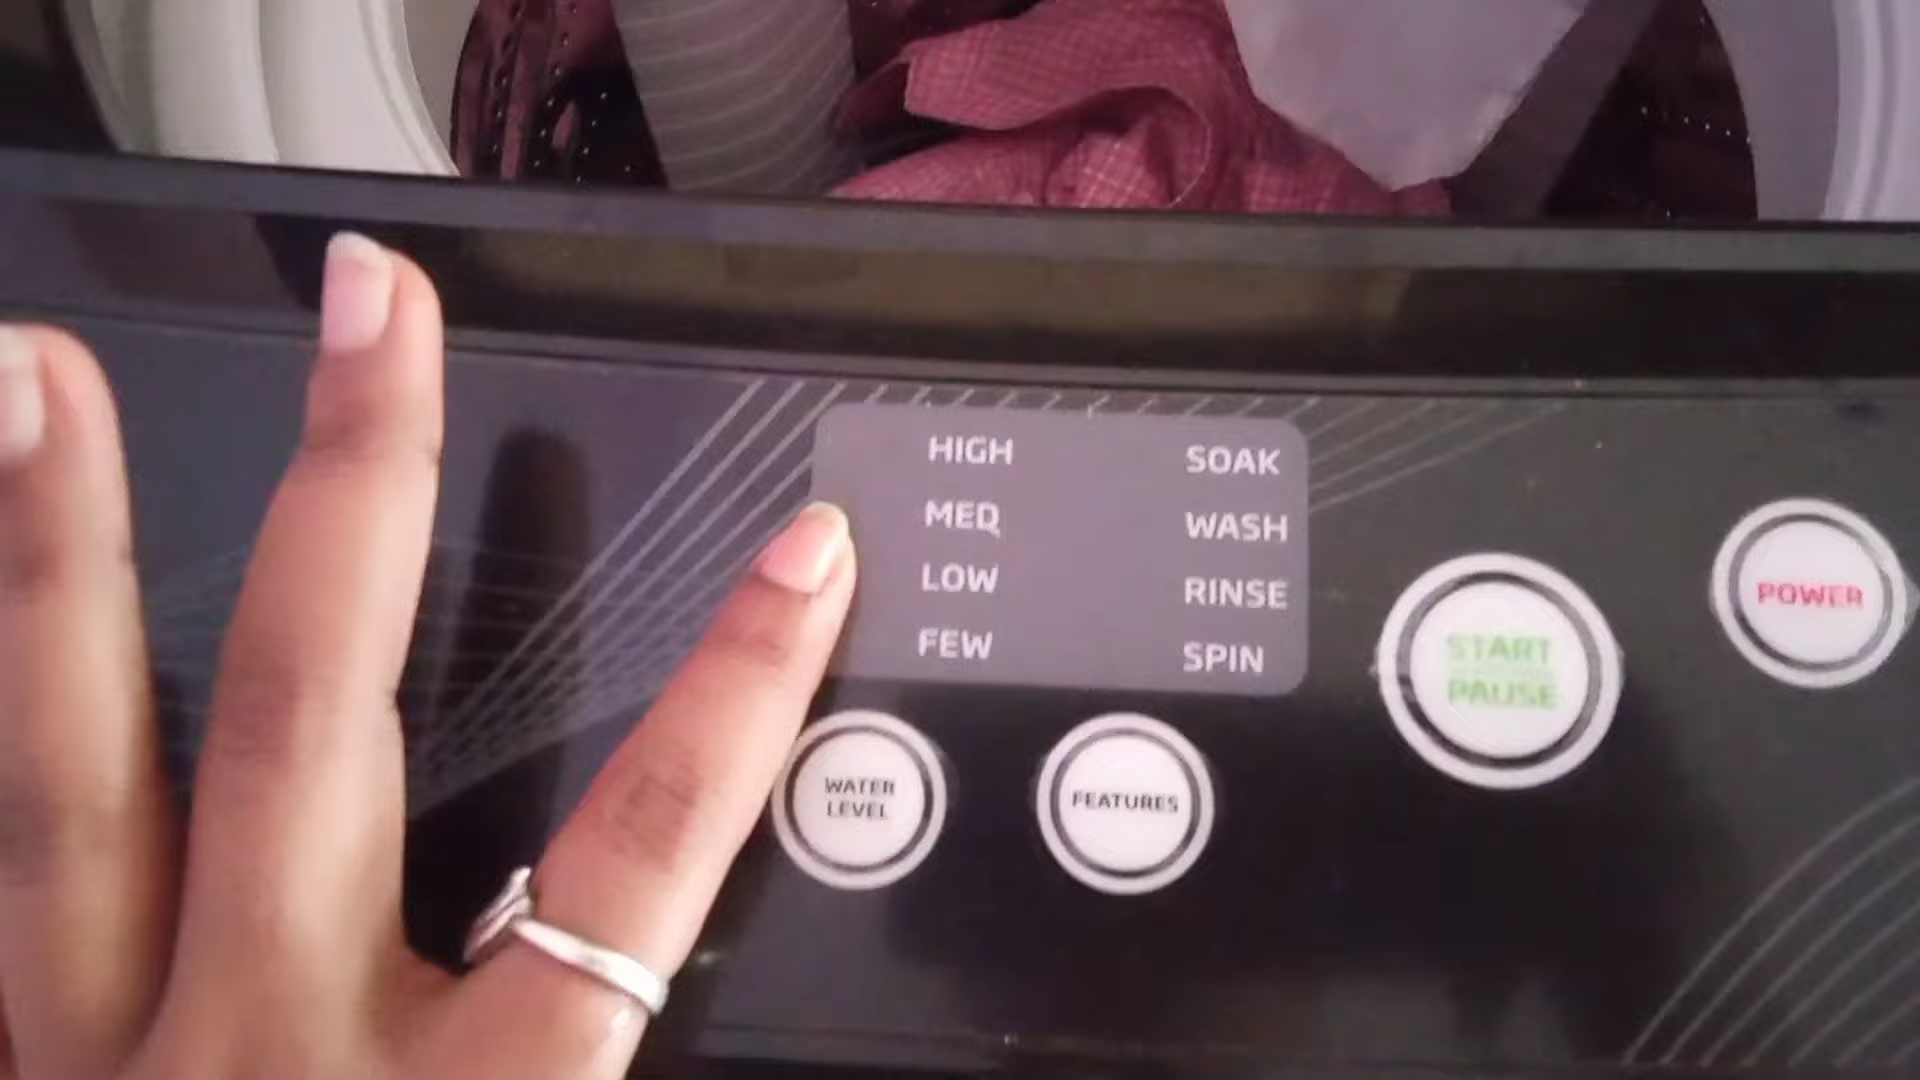 HIGH
MED
LOW
FEW
SOAK
WASH
RINSE
SPIN
WATER
LEVEL
FEATURES
START
PAUSE
POWER